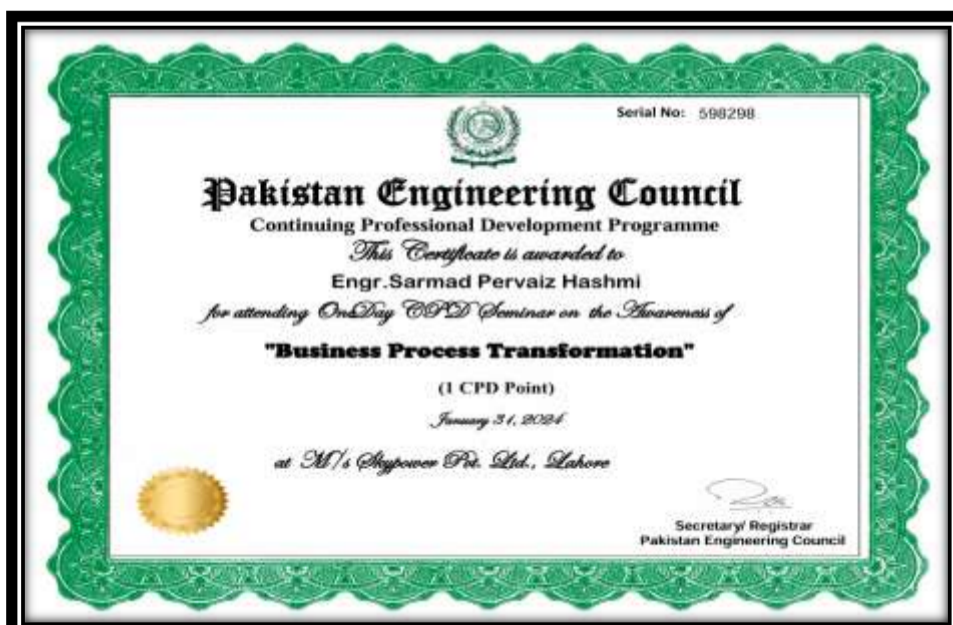 Serial No: 598298
Pakistan Engineering Council
Continuing Professional Development Programme
This Certificate is awarded to
Engr.Sarmad Pervaiz Hashmi
for attending OneDay CPD Seminar on the Awareness of
"Business Process Transformation"
(1 CPD Point)
January 31, 2024
at M/s Skypower Pvt. Ltd., Lahore
Secretary/ Registrar
Pakistan Engineering Council